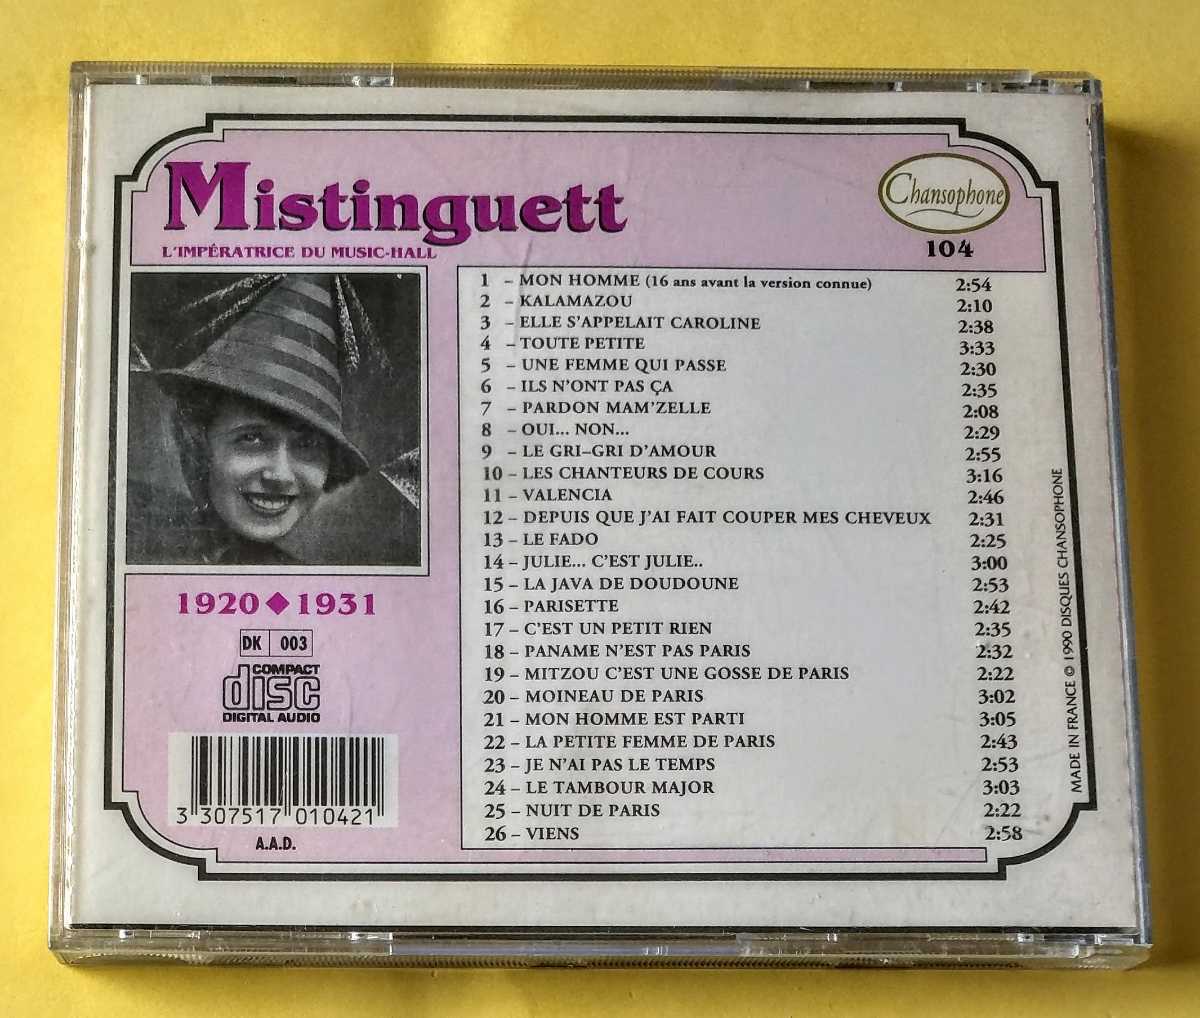 Mistinguett
L'IMPÉRATRICE DU MUSIC-HALL
Chansophone
104
1 – MON HOMME (16 ans avant la version connue) 2:54
2 – KALAMAZOU 2:10
3 – ELLE S'APPELAIT CAROLINE 2:38
4 – TOUTE PETITE 3:33
5 – UNE FEMME QUI PASSE 2:30
6 – ILS N'ONT PAS ÇA 2:35
7 – PARDON MAM'ZELLE 2:08
8 – OUI... NON... 2:29
9 – LE GRI–GRI D'AMOUR 2:55
10 – LES CHANTEURS DE COURS 3:16
11 – VALENCIA 2:46
12 – DEPUIS QUE J'AI FAIT COUPER MES CHEVEUX 2:31
13 – LE FADO 2:25
14 – JULIE... C'EST JULIE.. 3:00
15 – LA JAVA DE DOUDOUNE 2:53
16 – PARISETTE 2:42
17 – C'EST UN PETIT RIEN 2:35
18 – PANAME N'EST PAS PARIS 2:32
19 – MITZOU C'EST UNE GOSSE DE PARIS 2:22
20 – MOINEAU DE PARIS 3:02
21 – MON HOMME EST PARTI 3:05
22 – LA PETITE FEMME DE PARIS 2:43
23 – JE N'AI PAS LE TEMPS 2:53
24 – LE TAMBOUR MAJOR 3:03
25 – NUIT DE PARIS 2:22
26 – VIENS 2:58
1920 ◆ 1931
DK 003
COMPACT
disc
DIGITAL AUDIO
3 307517 010421
A.A.D.
MADE IN FRANCE © 1990 DISQUES CHANSOPHONE